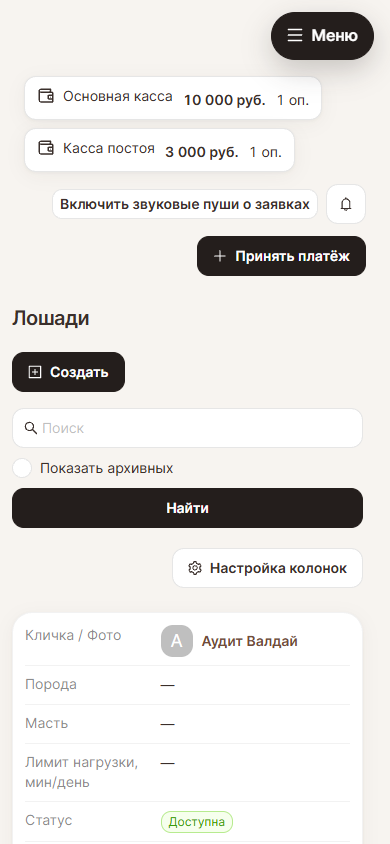 Меню
Основная касса 10 000 руб. 1 оп.
Касса постоя 3 000 руб. 1 оп.
Включить звуковые пуши о заявках
Принять платёж
Лошади
Создать
Поиск
Показать архивных
Найти
Настройка колонок
Кличка / Фото А Аудит Валдай
Порода —
Масть —
Лимит нагрузки, —
мин/день
Статус Доступна